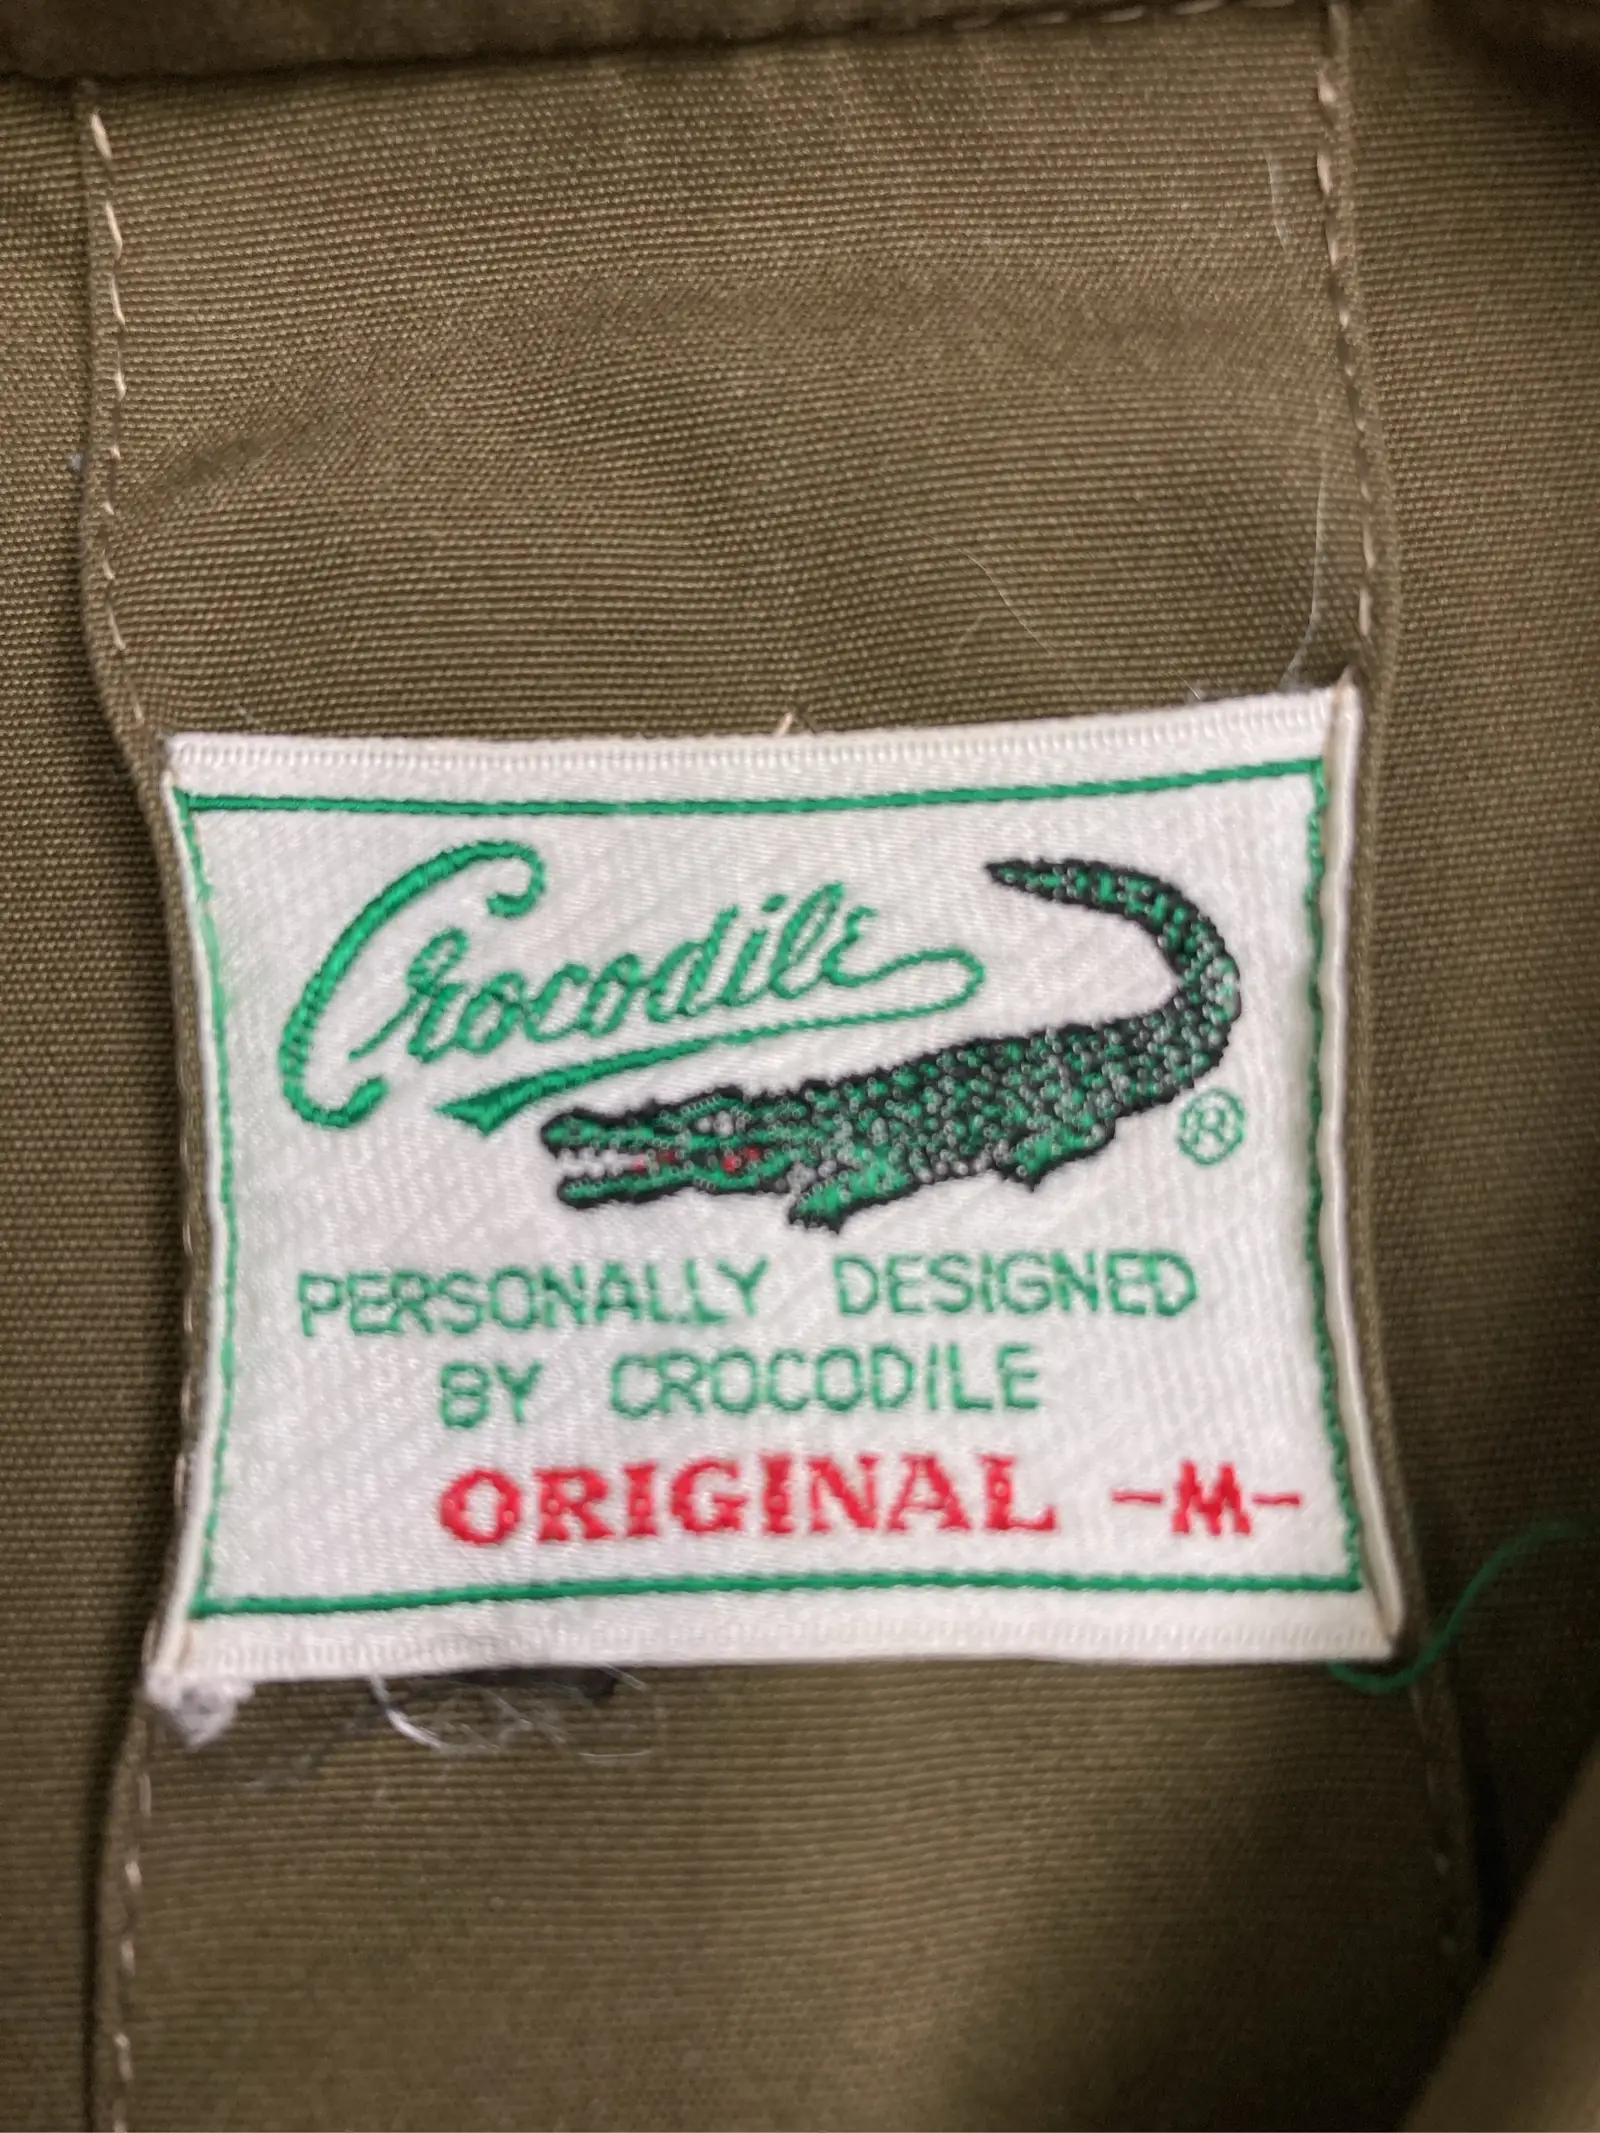 Crocodile
®
PERSONALLY DESIGNED
BY CROCODILE
ORIGINAL -M-